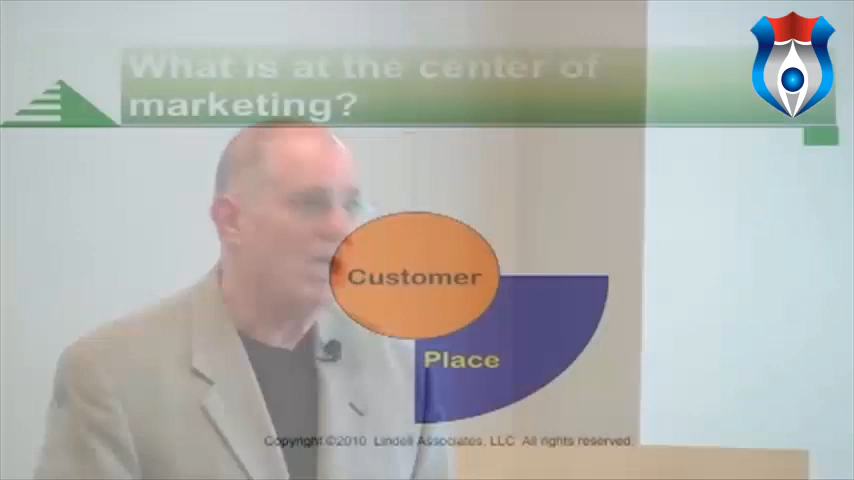 What is at the center of
marketing?
Customer
Place
Copyright ©2010 Lindell Associates, LLC All rights reserved.